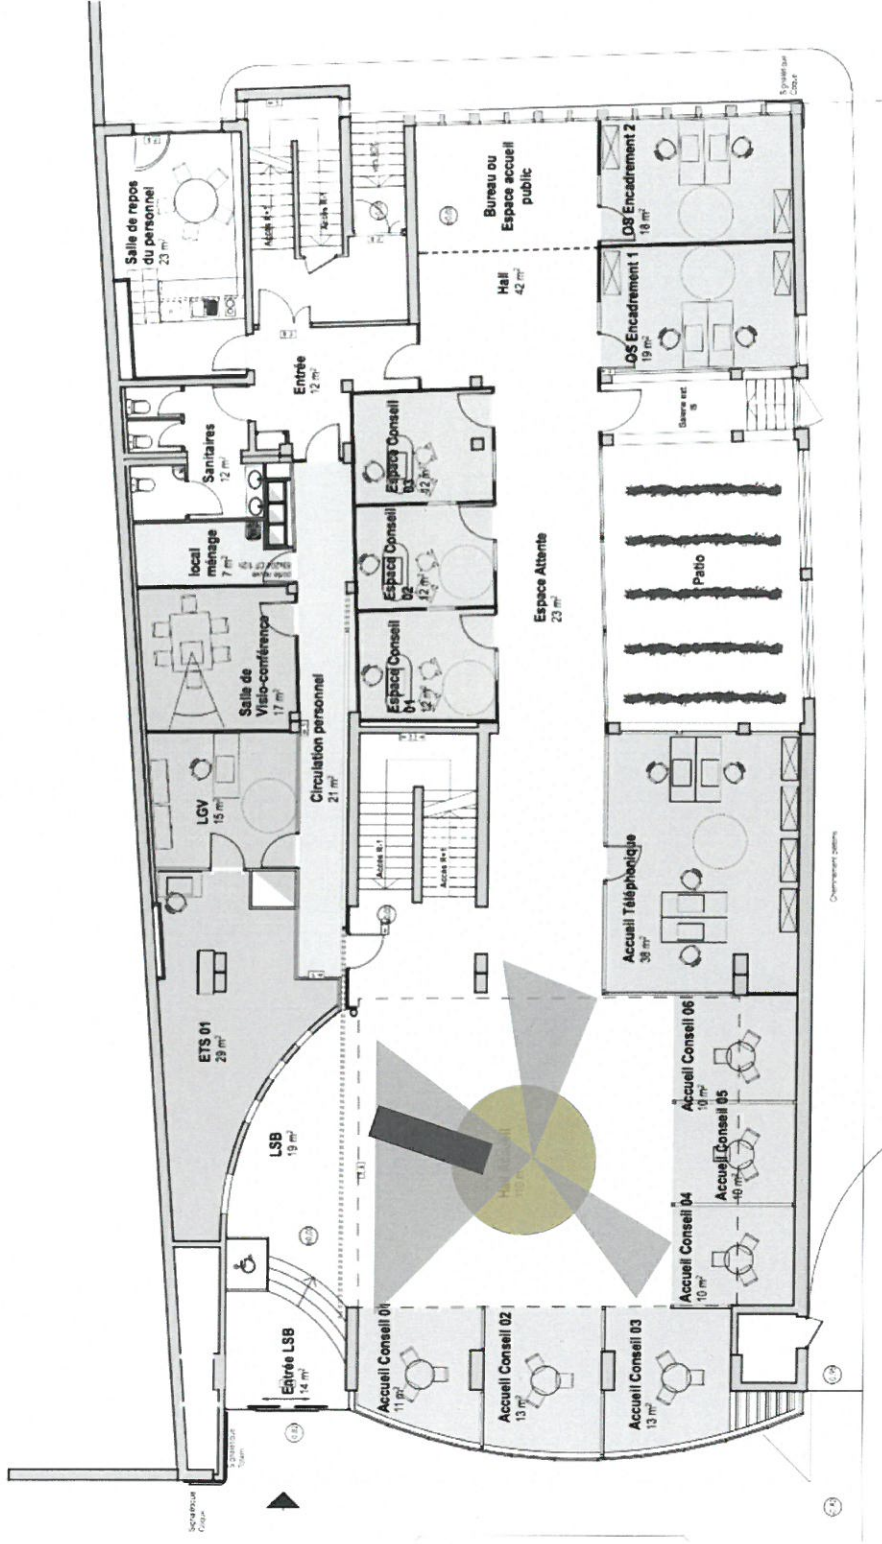 Salle de repos
du personnel
23 m²
Accès R+1
Accès R-1
Bureau ou
Espace accueil
public
OS Encadrement 2
18 m²
Hall
42 m²
OS Encadrement 1
19 m²
Entrée
12 m²
Sanitaires
12 m²
local
ménage
7 m²
Espace Conseil
03
12 m²
Espace Conseil
02
12 m²
Espace Conseil
01
12 m²
Espace Attente
23 m²
Patio
Salle de
Visio-conférence
17 m²
Circulation personnel
21 m²
LGV
15 m²
Accès R-1
Accès R+1
Accueil Téléphonique
38 m²
Cheminement piétons
ETS 01
29 m²
LSB
19 m²
Accueil Conseil 06
10 m²
Accueil Conseil 05
10 m²
Accueil Conseil 04
10 m²
Entrée LSB
14 m²
Accueil Conseil 01
11 m²
Accueil Conseil 02
13 m²
Accueil Conseil 03
13 m²
Signalétique